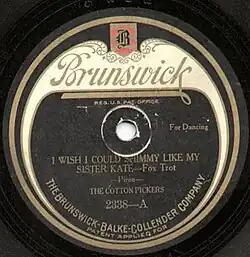 B
Brunswick
REG. U.S. PAT. OFFICE.
For Dancing
I WISH I COULD SHIMMY LIKE MY
SISTER KATE—Fox Trot
—Piron—
THE COTTON PICKERS
2338—A
THE BRUNSWICK-BALKE-COLLENDER COMPANY.
PATENT APPLIED FOR